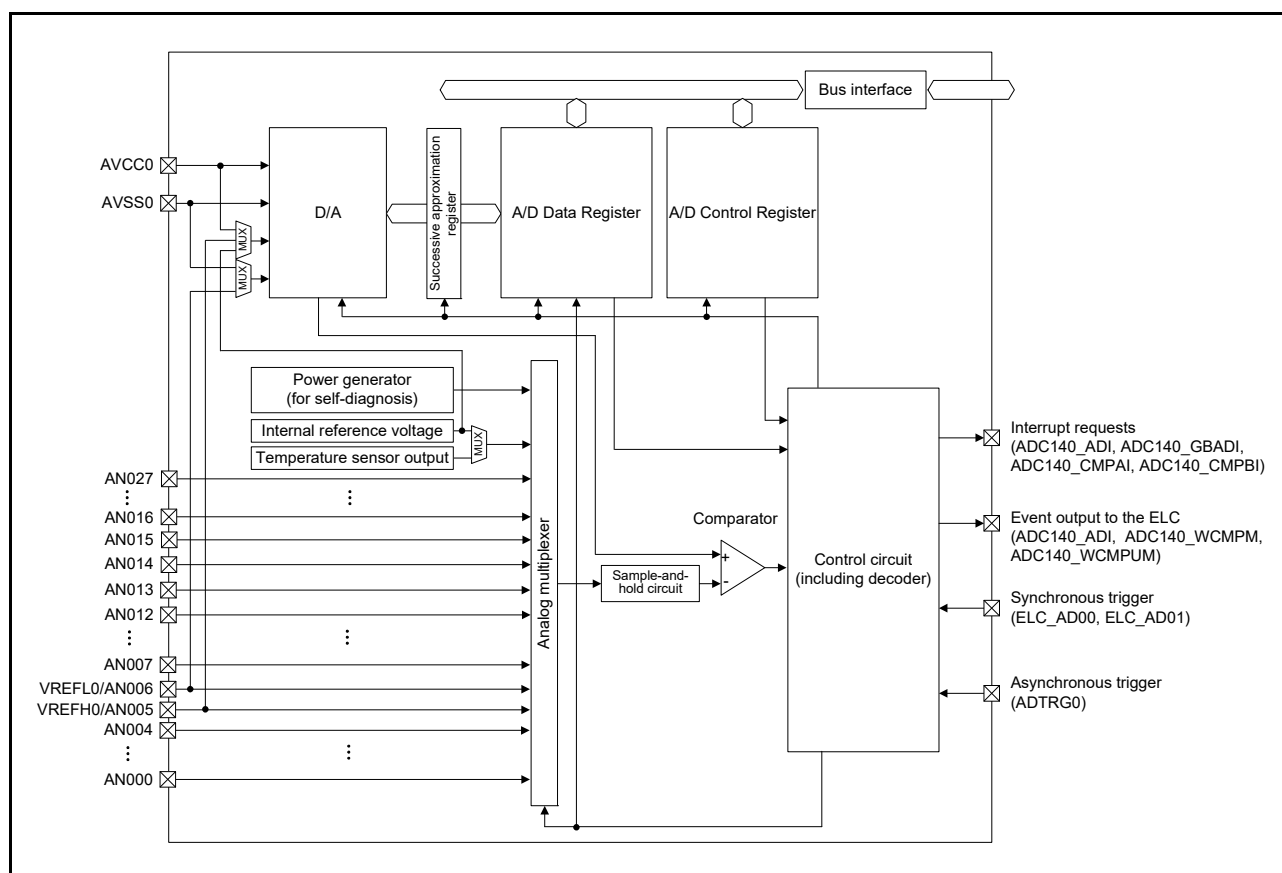 Bus interface
AVCC0
AVSS0
MUX
MUX
D/A
Successive approximation
register
A/D Data Register
A/D Control Register
Power generator
(for self-diagnosis)
Internal reference voltage
Temperature sensor output
MUX
AN027
AN016
AN015
AN014
AN013
AN012
AN007
VREFL0/AN006
VREFH0/AN005
AN004
AN000
Analog multiplexer
Sample-and-
hold circuit
Comparator
+
-
Control circuit
(including decoder)
Interrupt requests
(ADC140_ADI, ADC140_GBADI,
ADC140_CMPAI, ADC140_CMPBI)
Event output to the ELC
(ADC140_ADI, ADC140_WCMPM,
ADC140_WCMPUM)
Synchronous trigger
(ELC_AD00, ELC_AD01)
Asynchronous trigger
(ADTRG0)